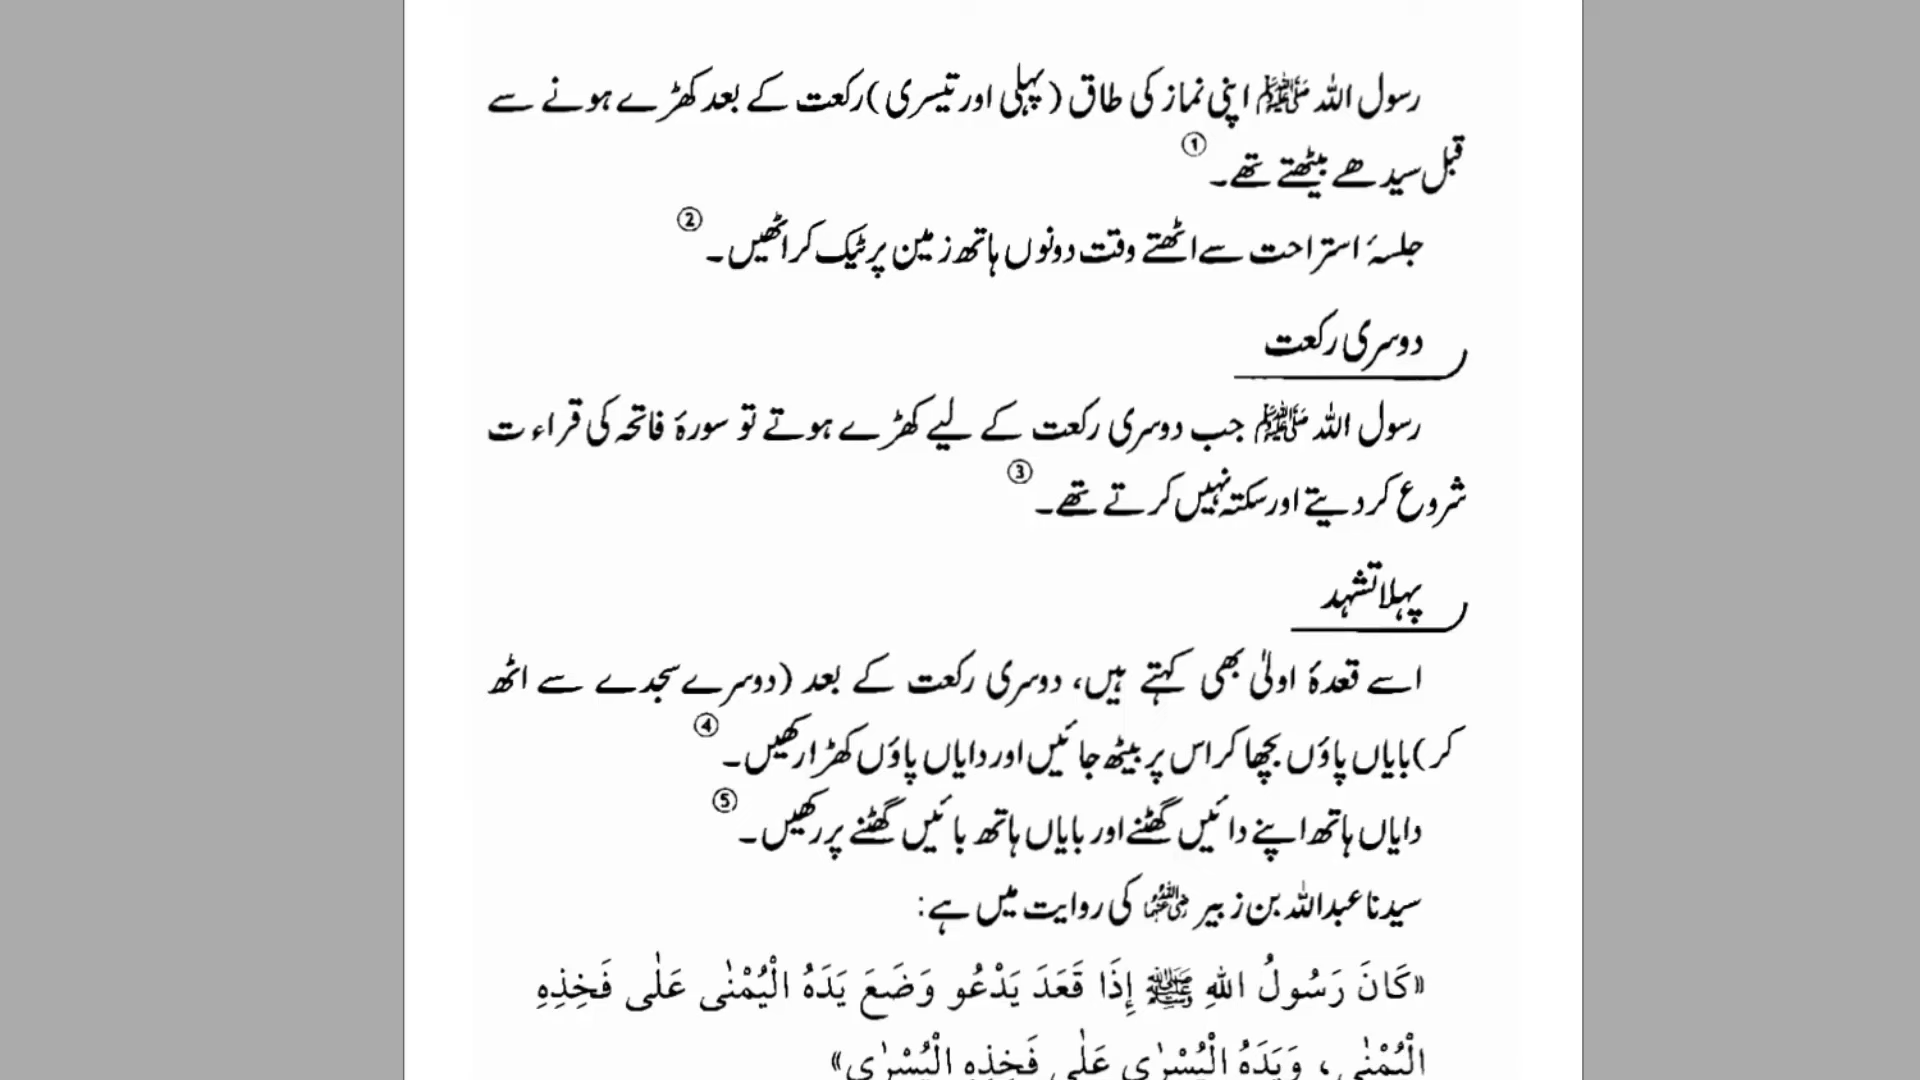 رسول اللہ ﷺ اپنی نماز کی طاق (پہلی اور تیسری) رکعت کے بعد کھڑے ہونے سے
قبل سیدھے بیٹھتے تھے۔ ①
جلسۂ استراحت سے اٹھتے وقت دونوں ہاتھ زمین پر ٹیک کر اٹھیں۔ ②
دوسری رکعت
رسول اللہ ﷺ جب دوسری رکعت کے لیے کھڑے ہوتے تو سورۂ فاتحہ کی قراءت
شروع کر دیتے اور سکتہ نہیں کرتے تھے۔ ③
پہلا تشہد
اسے قعدۂ اولیٰ بھی کہتے ہیں، دوسری رکعت کے بعد (دوسرے سجدے سے اٹھ
کر) بایاں پاؤں بچھا کر اس پر بیٹھ جائیں اور دایاں پاؤں کھڑا رکھیں۔ ④
دایاں ہاتھ اپنے دائیں گھٹنے اور بایاں ہاتھ بائیں گھٹنے پر رکھیں۔ ⑤
سیدنا عبداللہ بن زبیر رضی اللہ عنہما کی روایت میں ہے:
«كَانَ رَسُولُ اللهِ ﷺ إِذَا قَعَدَ يَدْعُو وَضَعَ يَدَهُ الْيُمْنٰى عَلٰى فَخِذِهِ
الْيُمْنٰى، وَيَدَهُ الْيُسْرٰى عَلٰى فَخِذِهِ الْيُسْرٰى»